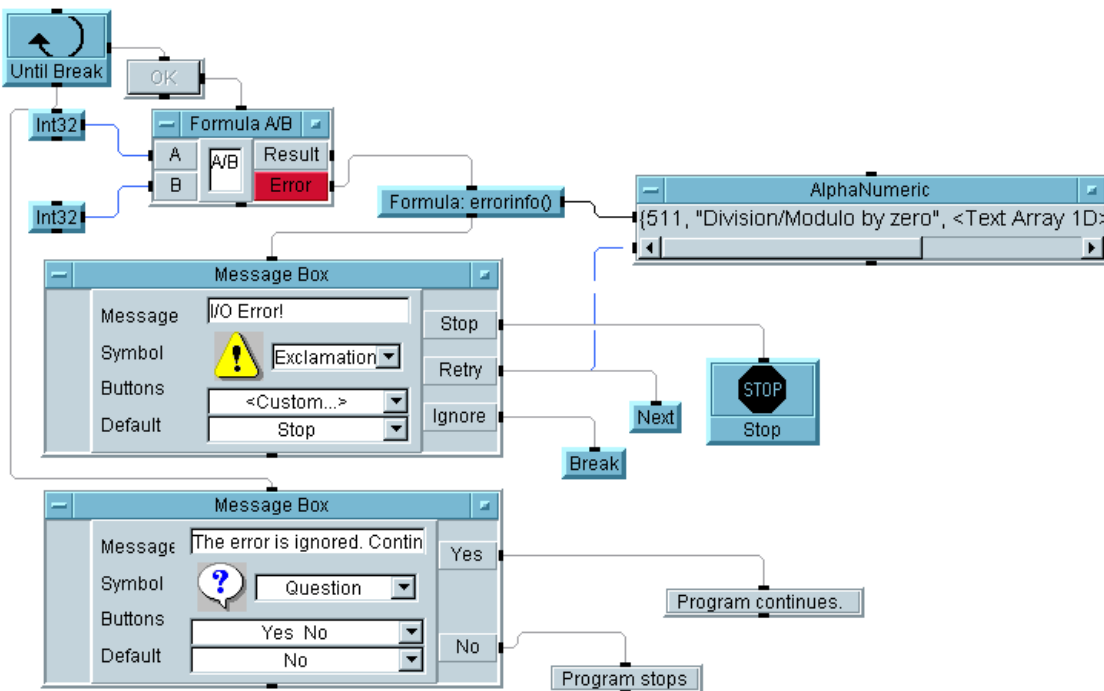 Until Break
OK
Int32
Formula A/B
A
A/B
Result
B
Error
Int32
Formula: errorinfo()
AlphaNumeric
{511, "Division/Modulo by zero", <Text Array 1D>
Message Box
Message
I/O Error!
Stop
Symbol
Exclamation
Retry
Buttons
<Custom...>
Ignore
Default
Stop
Next
STOP
Stop
Break
Message Box
Message
The error is ignored. Contin
Yes
Symbol
?
Question
Buttons
Yes No
No
Default
No
Program continues.
Program stops